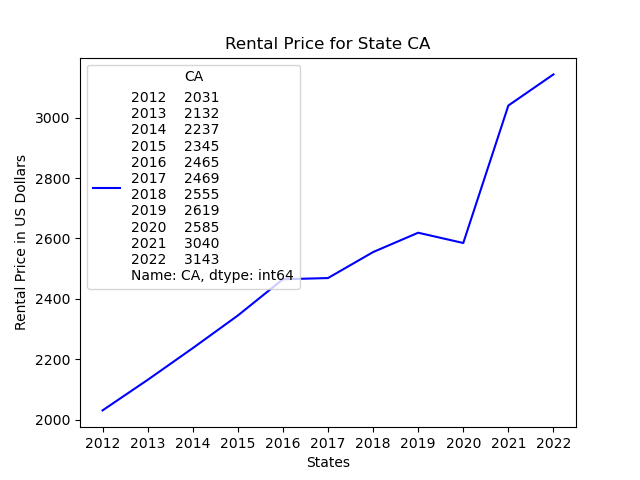 Rental Price for State CA
CA
2012 2031
2013 2132
2014 2237
2015 2345
2016 2465
2017 2469
2018 2555
2019 2619
2020 2585
2021 3040
2022 3143
Name: CA, dtype: int64
Rental Price in US Dollars
3000
2800
2600
2400
2200
2000
2012 2013 2014 2015 2016 2017 2018 2019 2020 2021 2022
States